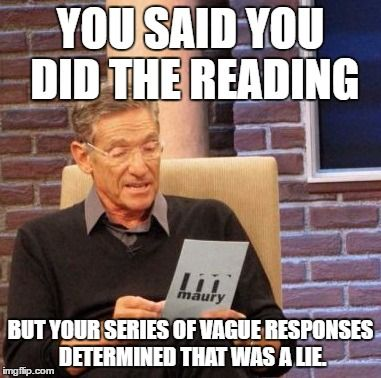 YOU SAID YOU
DID THE READING
maury
BUT YOUR SERIES OF VAGUE RESPONSES
DETERMINED THAT WAS A LIE.
imgflip.com